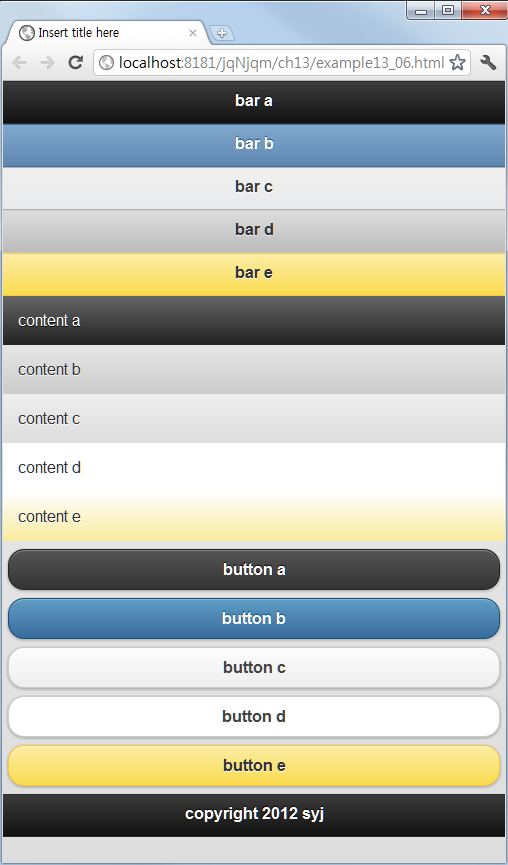 Insert title here
localhost:8181/jqNjqm/ch13/example13_06.html
bar a
bar b
bar c
bar d
bar e
content a
content b
content c
content d
content e
button a
button b
button c
button d
button e
copyright 2012 syj